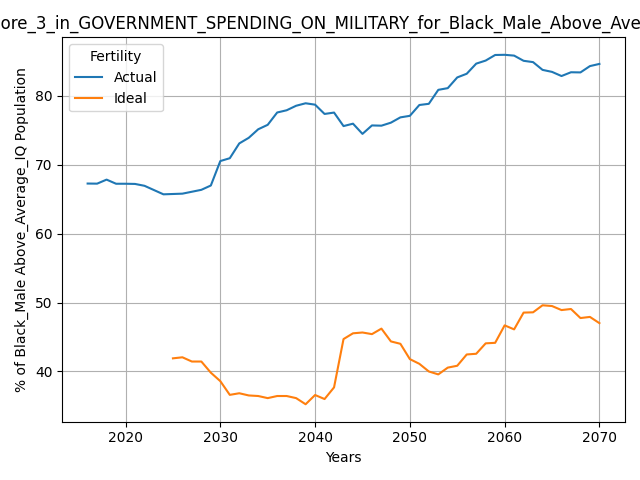 ore_3_in_GOVERNMENT_SPENDING_ON_MILITARY_for_Black_Male_Above_Ave
Fertility
Actual
Ideal
% of Black_Male Above_Average_IQ Population
80
70
60
50
40
2020
2030
2040
2050
2060
2070
Years